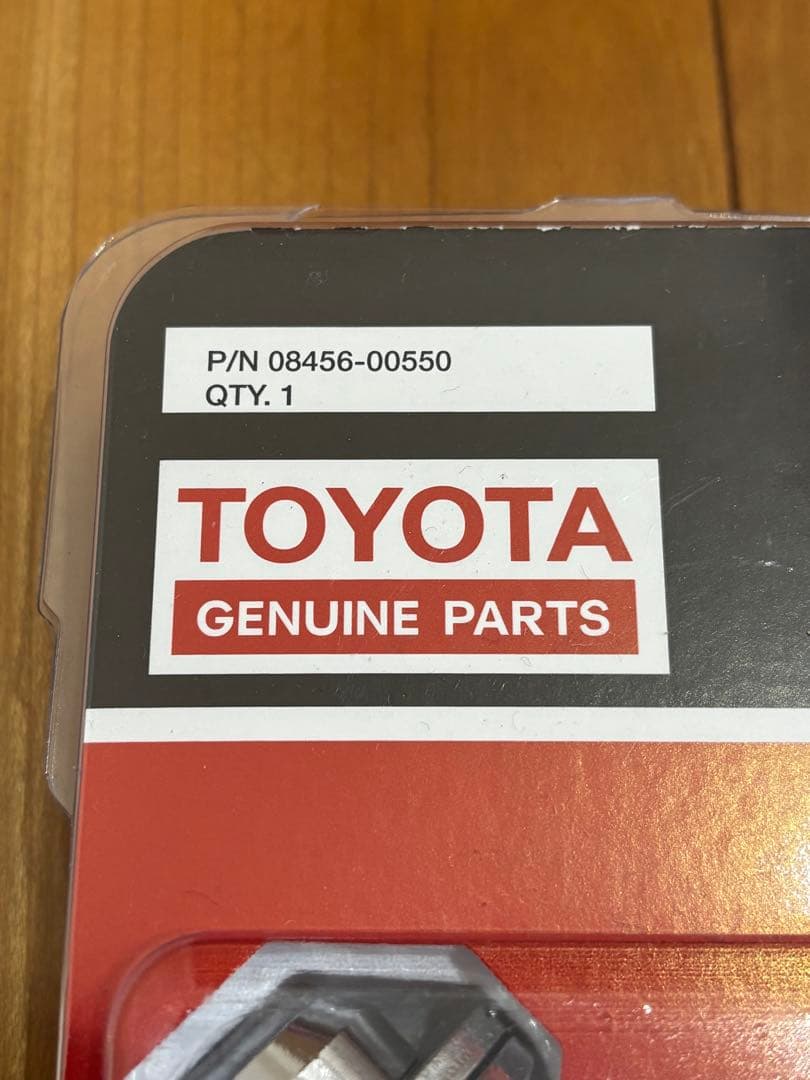 P/N 08456-00550
QTY. 1
TOYOTA
GENUINE PARTS